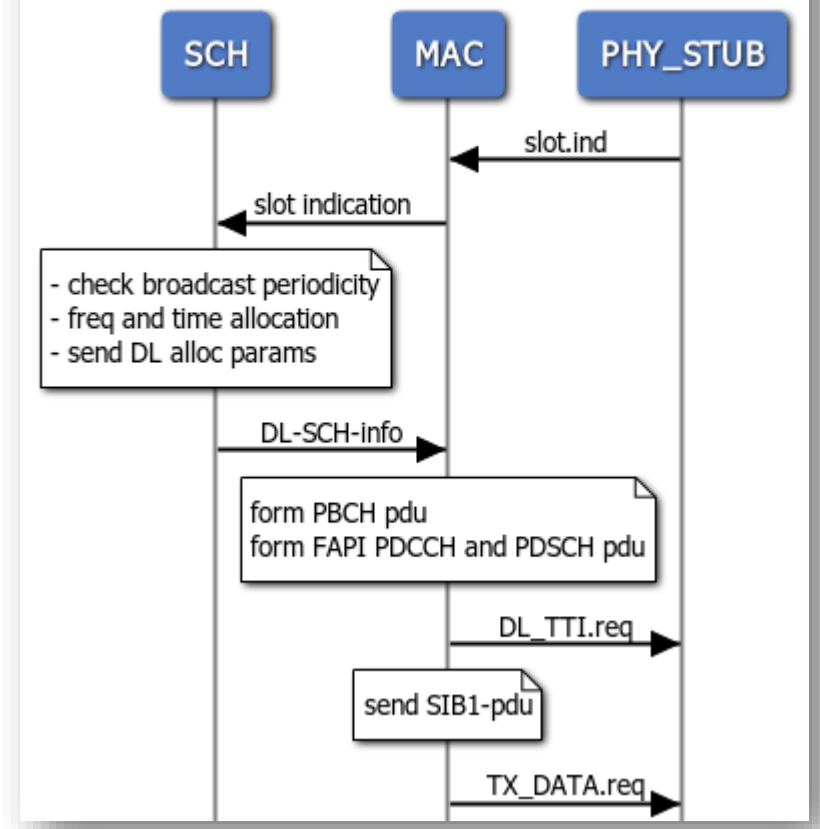 SCH
MAC
PHY_STUB
slot.ind
slot indication
- check broadcast periodicity
- freq and time allocation
- send DL alloc params
DL-SCH-info
form PBCH pdu
form FAPI PDCCH and PDSCH pdu
DL_TTI.req
send SIB1-pdu
TX_DATA.req